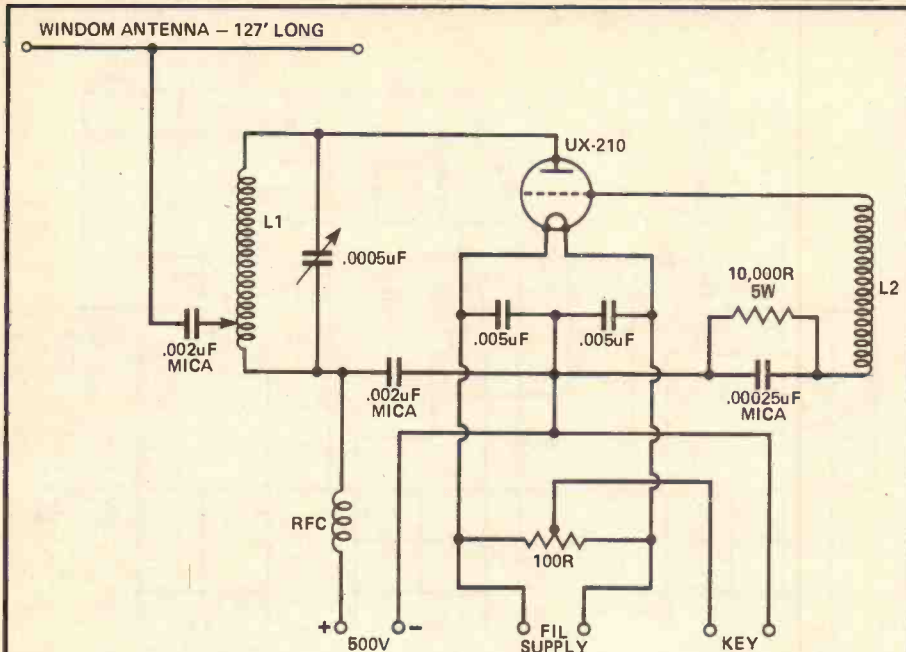 WINDOM ANTENNA – 127' LONG
UX-210
L1
.0005uF
10,000R
5W
L2
.002uF
MICA
.005uF
.005uF
.002uF
MICA
.00025uF
MICA
RFC
100R
+
500V
–
FIL
SUPPLY
KEY